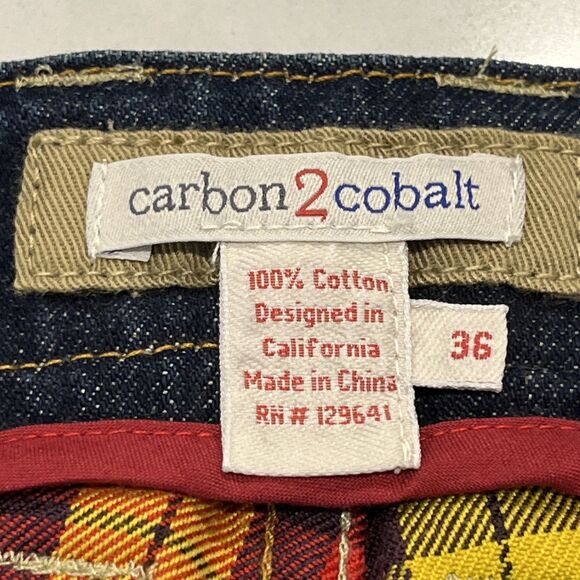 carbon2cobalt
100% Cotton
Designed in
California
Made in China
RN# 129641
36